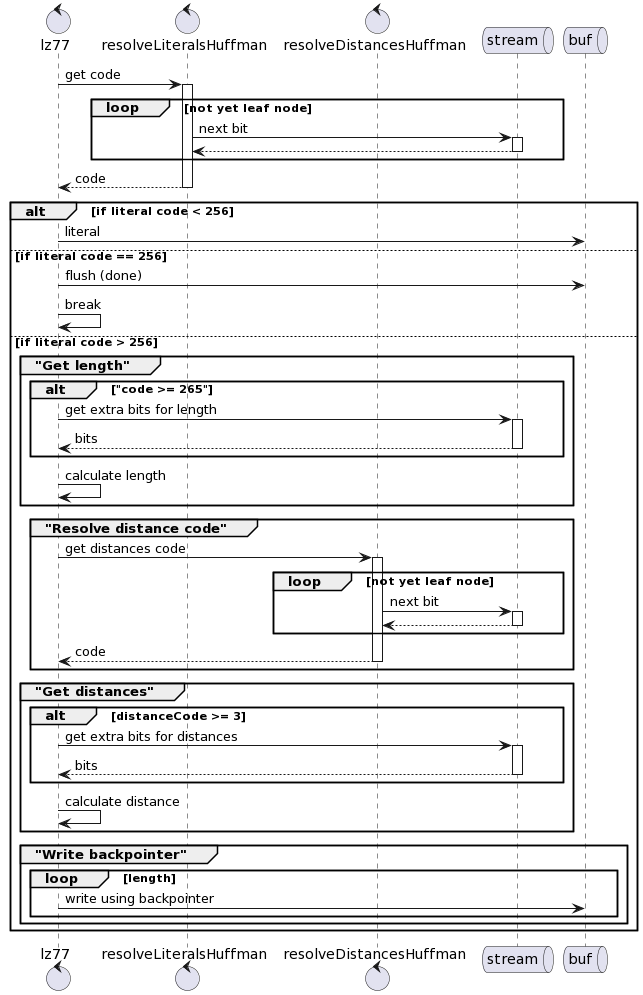 lz77 resolveLiteralsHuffman resolveDistancesHuffman stream buf
get code
loop [not yet leaf node]
next bit
code
alt [if literal code < 256]
literal
[if literal code == 256]
flush (done)
break
[if literal code > 256]
"Get length"
alt ["code >= 265"]
get extra bits for length
bits
calculate length
"Resolve distance code"
get distances code
loop [not yet leaf node]
next bit
code
"Get distances"
alt [distanceCode >= 3]
get extra bits for distances
bits
calculate distance
"Write backpointer"
loop [length]
write using backpointer
lz77 resolveLiteralsHuffman resolveDistancesHuffman stream buf